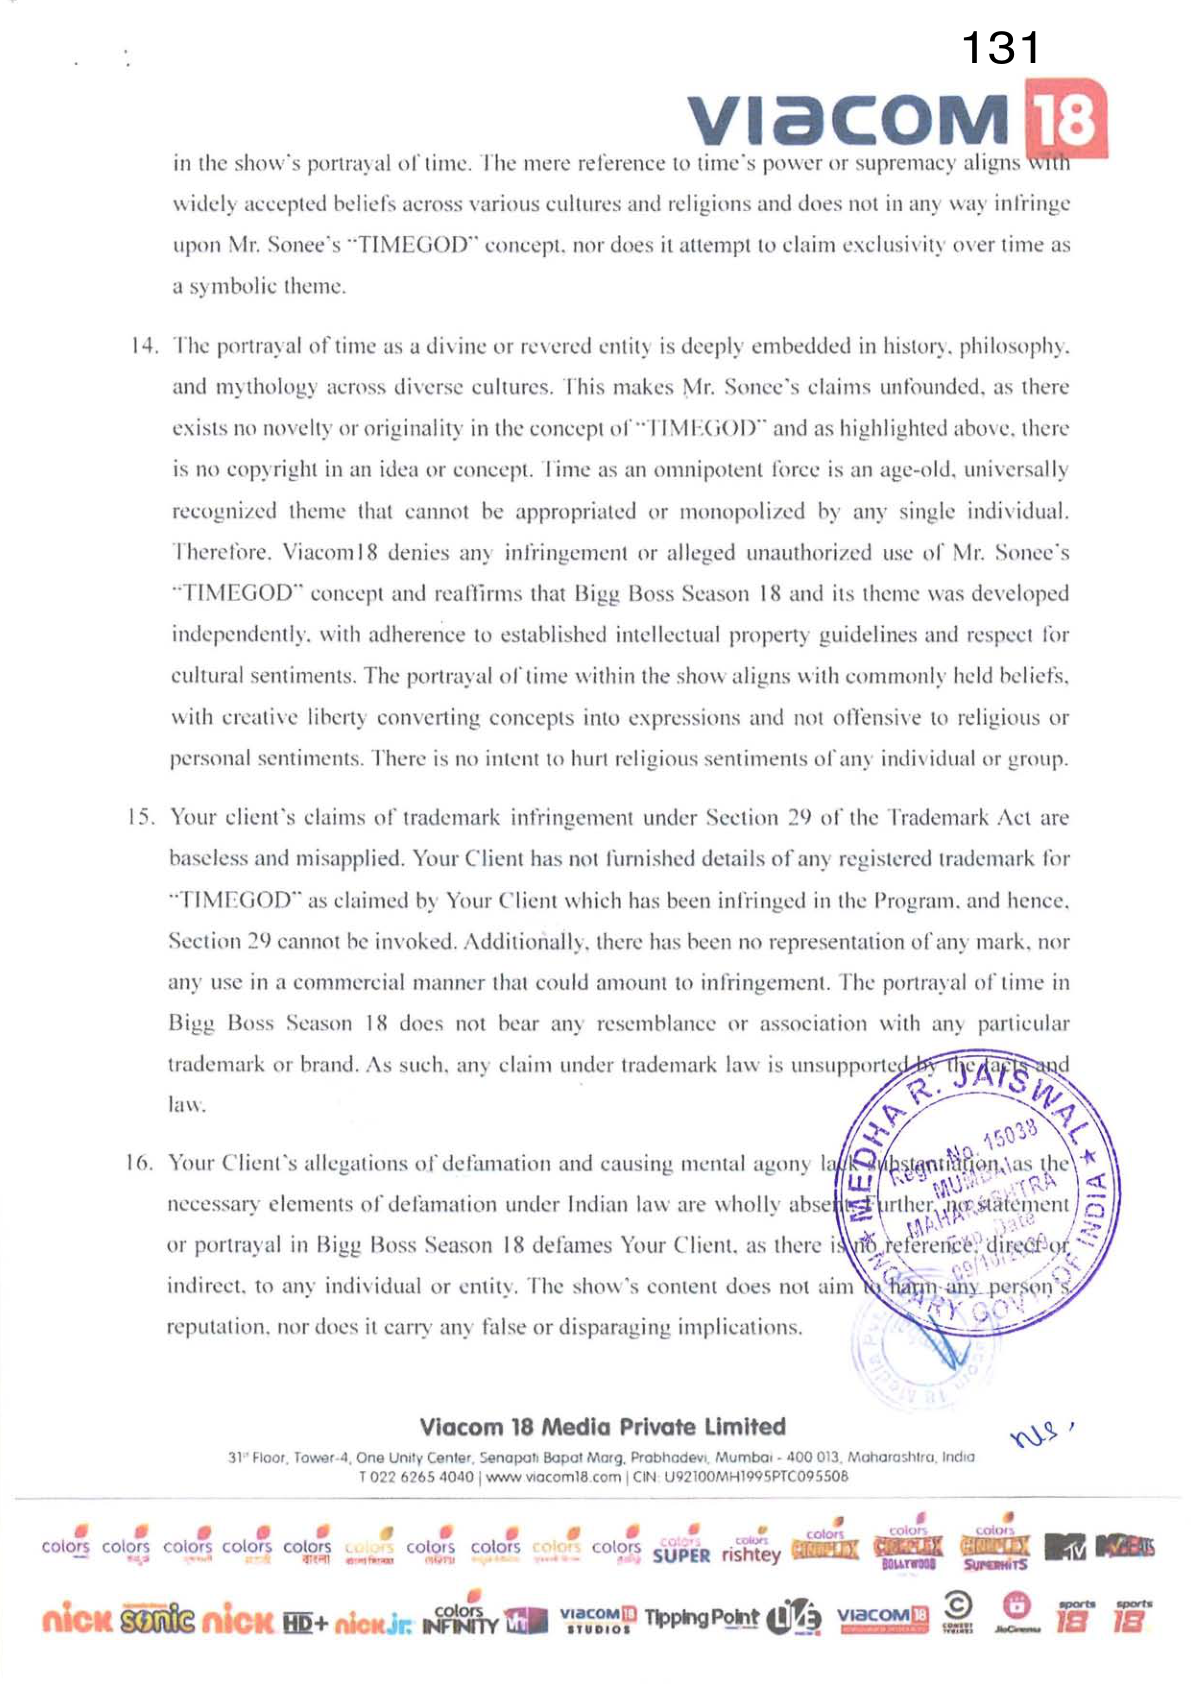 131
VIACOM 18
in the show's portrayal of time. The mere reference to time's power or supremacy aligns with
widely accepted beliefs across various cultures and religions and does not in any way infringe
upon Mr. Sonee's "TIMEGOD" concept, nor does it attempt to claim exclusivity over time as
a symbolic theme.
14. The portrayal of time as a divine or revered entity is deeply embedded in history, philosophy,
and mythology across diverse cultures. This makes Mr. Sonee's claims unfounded, as there
exists no novelty or originality in the concept of "TIMEGOD" and as highlighted above, there
is no copyright in an idea or concept. Time as an omnipotent force is an age-old, universally
recognized theme that cannot be appropriated or monopolized by any single individual.
Therefore, Viacom18 denies any infringement or alleged unauthorized use of Mr. Sonee's
"TIMEGOD" concept and reaffirms that Bigg Boss Season 18 and its theme was developed
independently, with adherence to established intellectual property guidelines and respect for
cultural sentiments. The portrayal of time within the show aligns with commonly held beliefs,
with creative liberty converting concepts into expressions and not offensive to religious or
personal sentiments. There is no intent to hurt religious sentiments of any individual or group.
15. Your client's claims of trademark infringement under Section 29 of the Trademark Act are
baseless and misapplied. Your Client has not furnished details of any registered trademark for
"TIMEGOD" as claimed by Your Client which has been infringed in the Program, and hence,
Section 29 cannot be invoked. Additionally, there has been no representation of any mark, nor
any use in a commercial manner that could amount to infringement. The portrayal of time in
Bigg Boss Season 18 does not bear any resemblance or association with any particular
trademark or brand. As such, any claim under trademark law is unsupported by the facts and
law.
16. Your Client's allegations of defamation and causing mental agony lack substantiation, as the
necessary elements of defamation under Indian law are wholly absent. Further, no statement
or portrayal in Bigg Boss Season 18 defames Your Client, as there is no reference, direct or
indirect, to any individual or entity. The show's content does not aim to harm any person's
reputation, nor does it carry any false or disparaging implications.
MEDHA R. JAISWAL
Regn. No. 15038
MUMBAI
MAHARASHTRA
Exp. Date
NOTARY GOVT. OF INDIA
Viacom 18 Media Private Limited
31st Floor, Tower-4, One Unity Center, Senapati Bapat Marg, Prabhadevi, Mumbai - 400 013, Maharashtra, India
T 022 6265 4040 | www viacom18.com | CIN: U92100MH1995PTC095508
colors colors colors colors colors colors colors colors colors colors colors SUPER colors rishtey colors CINEPLEX colors CINEPLEX BOLLYWOOD colors CINEPLEX SUPERHITS MTV
বাংলা
nick sonic nick HD+ nick jr. colors INFINITY vh1 VIACOM18 STUDIOS Tipping Point LIVE VIACOM18 JioCinema sports 18 sports 18